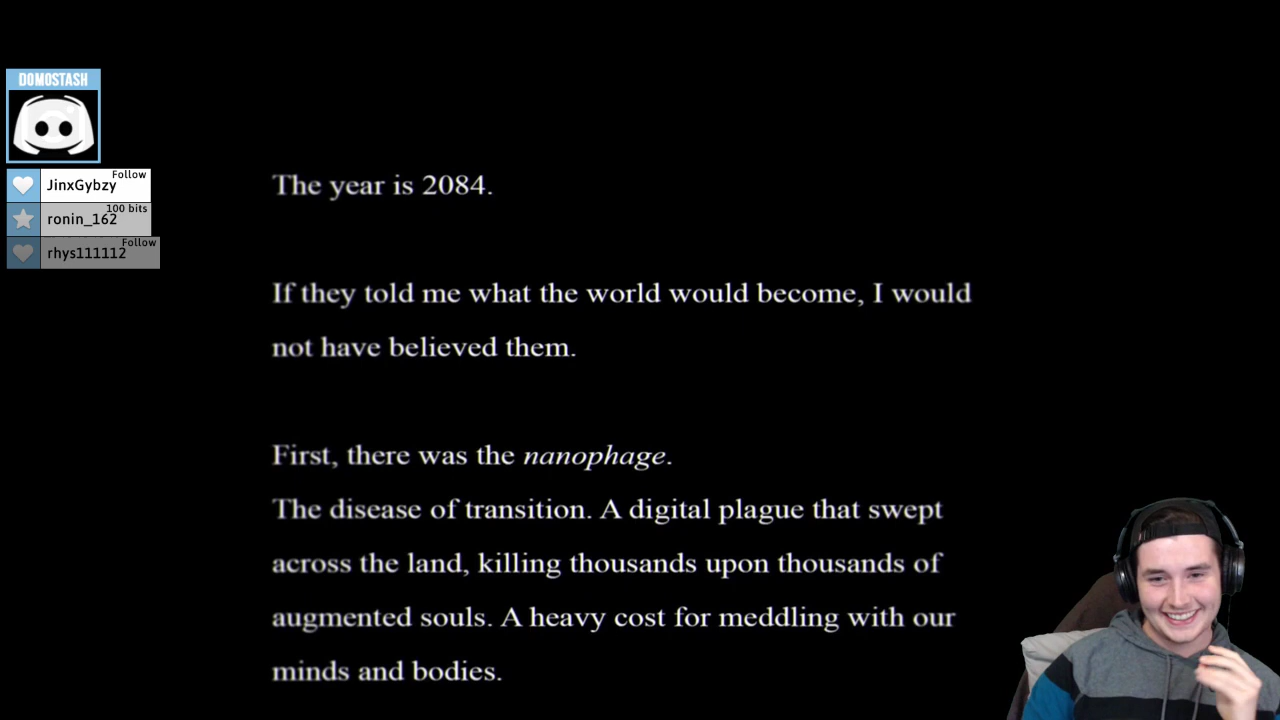 DOMOSTASH
Follow
JinxGybzy
100 bits
ronin_162
Follow
rhys111112
The year is 2084.
If they told me what the world would become, I would
not have believed them.
First, there was the nanophage.
The disease of transition. A digital plague that swept
across the land, killing thousands upon thousands of
augmented souls. A heavy cost for meddling with our
minds and bodies.